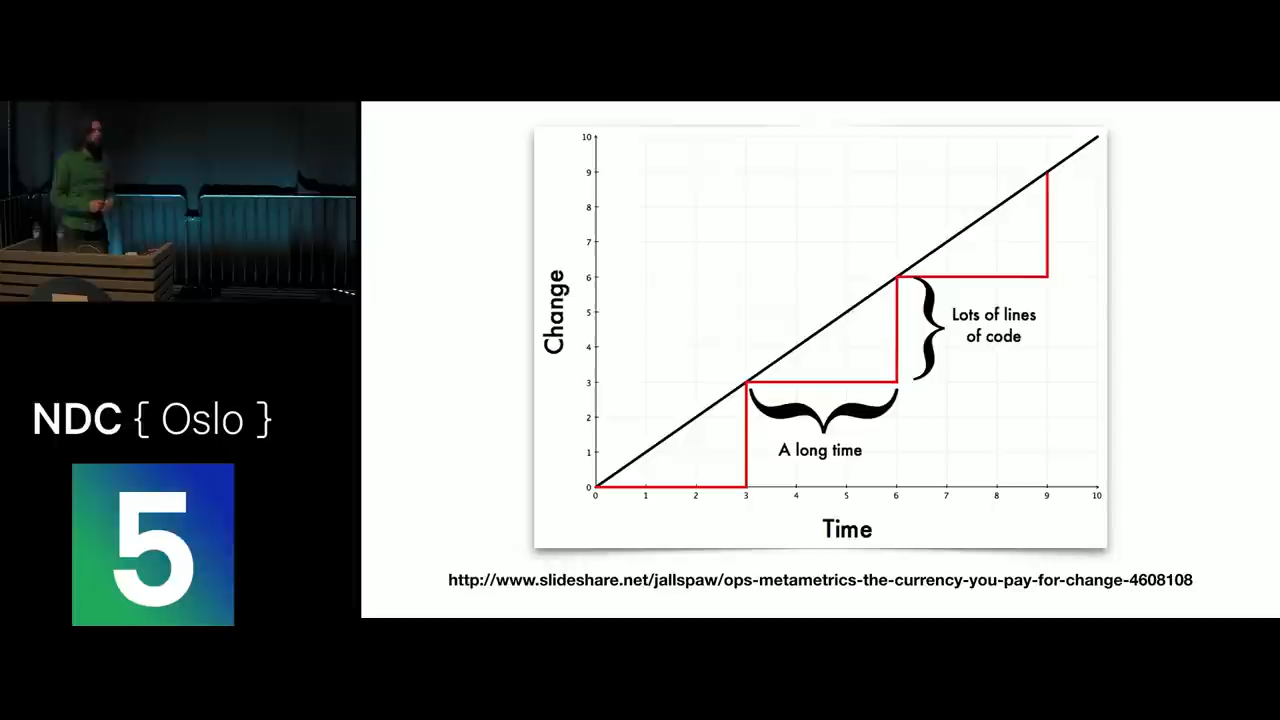 NDC { Oslo }
5
10
9
8
7
6
5
4
3
2
1
0
Change
Lots of lines
of code
A long time
0 1 2 3 4 5 6 7 8 9 10
Time
http://www.slideshare.net/jallspaw/ops-metametrics-the-currency-you-pay-for-change-4608108